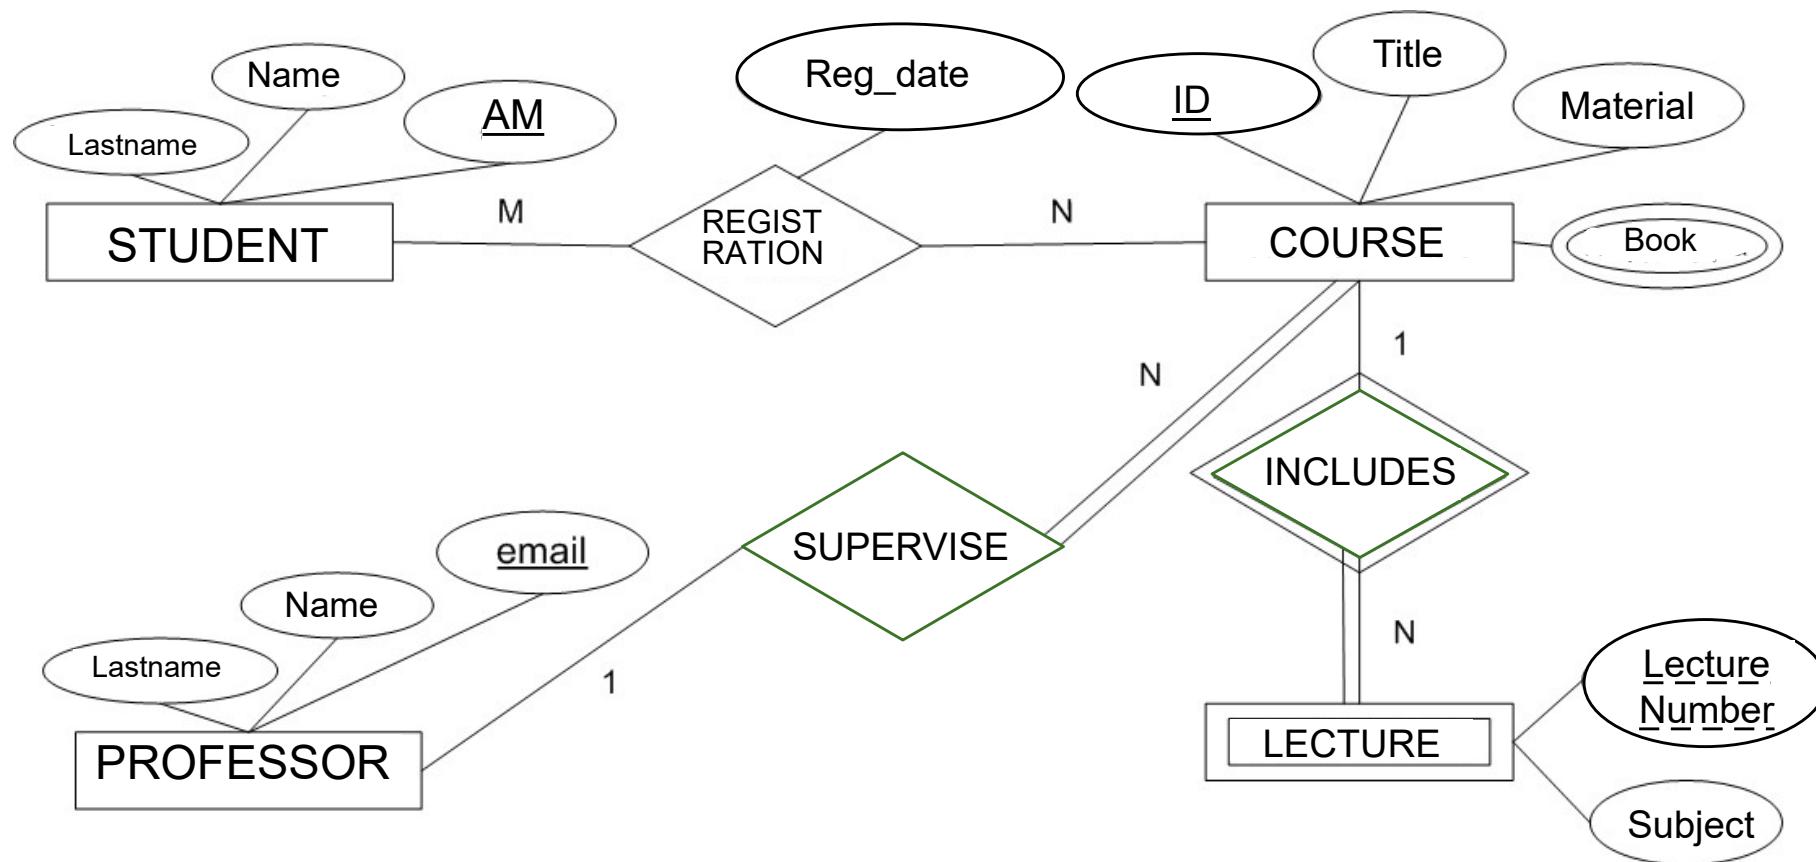 Name
Lastname
AM
Reg_date
ID
Title
Material
STUDENT
M
REGIST
RATION
N
COURSE
Book
N
1
INCLUDES
SUPERVISE
email
Name
Lastname
1
PROFESSOR
N
LECTURE
Lecture
Number
Subject